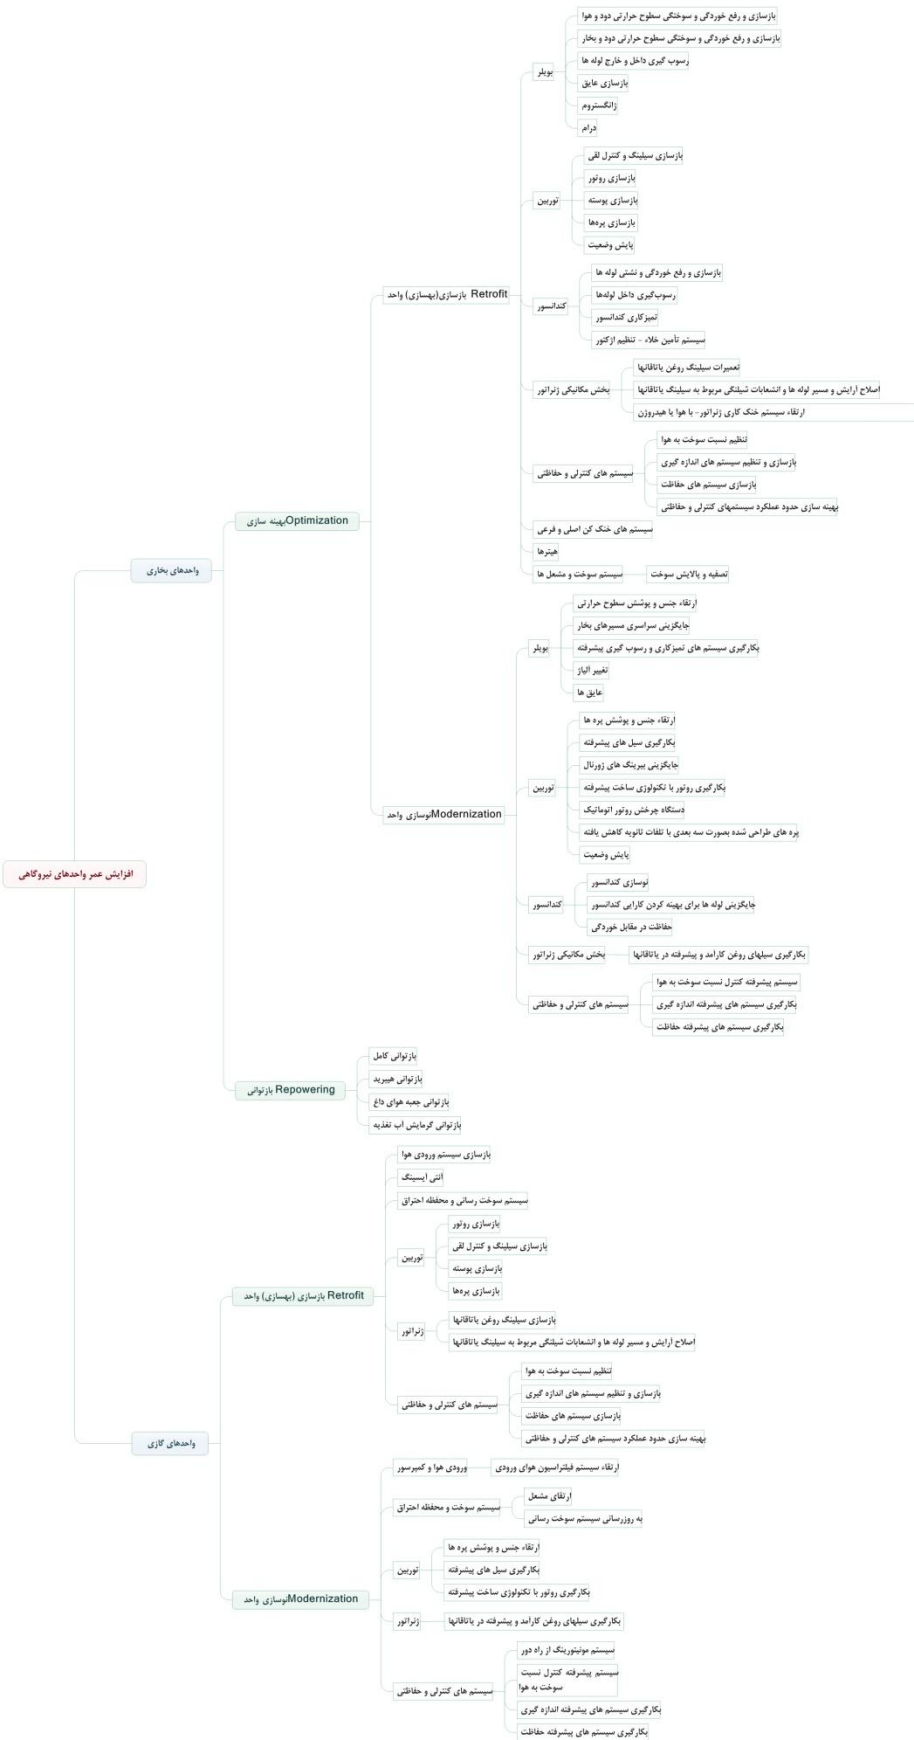 بازسازی و رفع خوردگی و سوختگی سطوح حرارتی دود و هوا
بازسازی و رفع خوردگی و سوختگی سطوح حرارتی دود و بخار
رسوب گیری داخل و خارج لوله ها
بویلر
بازسازی عایق
ژانگستروم
درام
بازسازی سیلینگ و کنترل لقی
بازسازی روتور
توربین
بازسازی پوسته
بازسازی پره‌ها
پایش وضعیت
بازسازی و رفع خوردگی و نشتی لوله ها
Retrofit بازسازی(بهسازی) واحد
رسوب‌گیری داخل لوله‌ها
کندانسور
تمیزکاری کندانسور
سیستم تأمین خلاء - تنظیم اژکتور
تعمیرات سیلینگ روغن یاتاقانها
بخش مکانیکی ژنراتور
اصلاح آرایش و مسیر لوله ها و انشعابات شیلنگی مربوط به سیلینگ یاتاقانها
ارتقاء سیستم خنک کاری ژنراتور- با هوا یا هیدروژن
تنظیم نسبت سوخت به هوا
بازسازی و تنظیم سیستم های اندازه گیری
سیستم های کنترلی و حفاظتی
بازسازی سیستم های حفاظت
بهینه سازی حدود عملکرد سیستمهای کنترلی و حفاظتی
Optimizationبهینه سازی
سیستم های خنک کن اصلی و فرعی
هیترها
واحدهای بخاری
سیستم سوخت و مشعل ها
تصفیه و پالایش سوخت
ارتقاء جنس و پوشش سطوح حرارتی
جایگزینی سراسری مسیرهای بخار
بویلر
بکارگیری سیستم های تمیزکاری و رسوب گیری پیشرفته
تغییر آلیاژ
عایق ها
ارتقاء جنس و پوشش پره ها
بکارگیری سیل های پیشرفته
جایگزینی بیرینگ های ژورنال
توربین
بکارگیری روتور با تکنولوژی ساخت پیشرفته
دستگاه چرخش روتور اتوماتیک
Modernizationنوسازی واحد
پره های طراحی شده بصورت سه بعدی با تلفات ثانویه کاهش یافته
پایش وضعیت
افزایش عمر واحدهای نیروگاهی
نوسازی کندانسور
کندانسور
جایگزینی لوله ها برای بهینه کردن کارایی کندانسور
حفاظت در مقابل خوردگی
بخش مکانیکی ژنراتور
بکارگیری سیلهای روغن کارآمد و پیشرفته در یاتاقانها
سیستم پیشرفته کنترل نسبت سوخت به هوا
سیستم های کنترلی و حفاظتی
بکارگیری سیستم های پیشرفته اندازه گیری
بکارگیری سیستم های پیشرفته حفاظت
بازتوانی کامل
بازتوانی هیبرید
Repowering بازتوانی
بازتوانی جعبه هوای داغ
بازتوانی گرمایش آب تغذیه
بازسازی سیستم ورودی هوا
آنتی آیسینگ
سیستم سوخت رسانی و محفظه احتراق
بازسازی روتور
بازسازی سیلینگ و کنترل لقی
توربین
بازسازی پوسته
بازسازی پره‌ها
Retrofit بازسازی (بهسازی) واحد
بازسازی سیلینگ روغن یاتاقانها
ژنراتور
اصلاح آرایش و مسیر لوله ها و انشعابات شیلنگی مربوط به سیلینگ یاتاقانها
تنظیم نسبت سوخت به هوا
بازسازی و تنظیم سیستم های اندازه گیری
سیستم های کنترلی و حفاظتی
بازسازی سیستم های حفاظت
بهینه سازی حدود عملکرد سیستم های کنترلی و حفاظتی
واحدهای گازی
ورودی هوا و کمپرسور
ارتقاء سیستم فیلتراسیون هوای ورودی
ارتقای مشعل
سیستم سوخت و محفظه احتراق
به روزرسانی سیستم سوخت رسانی
ارتقاء جنس و پوشش پره ها
توربین
بکارگیری سیل های پیشرفته
بکارگیری روتور با تکنولوژی ساخت پیشرفته
Modernizationنوسازی واحد
ژنراتور
بکارگیری سیلهای روغن کارآمد و پیشرفته در یاتاقانها
سیستم مونیتورینگ از راه دور
سیستم پیشرفته کنترل نسبت
سوخت به هوا
سیستم های کنترلی و حفاظتی
بکارگیری سیستم های پیشرفته اندازه گیری
بکارگیری سیستم های پیشرفته حفاظت